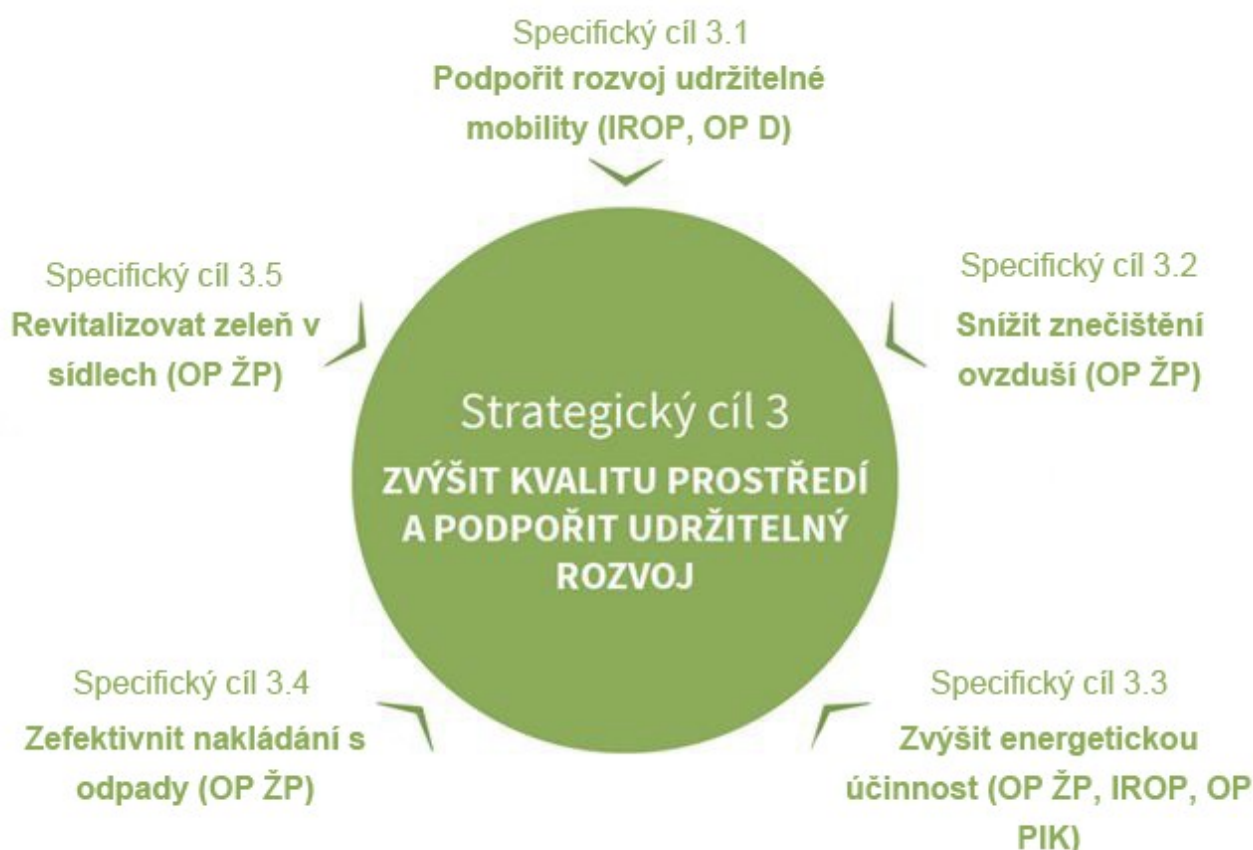 Specifický cíl 3.1
Podpořit rozvoj udržitelné
mobility (IROP, OP D)
Specifický cíl 3.5
Revitalizovat zeleň v
sídlech (OP ŽP)
Specifický cíl 3.2
Snížit znečištění
ovzduší (OP ŽP)
Strategický cíl 3
ZVÝŠIT KVALITU PROSTŘEDÍ
A PODPOŘIT UDRŽITELNÝ
ROZVOJ
Specifický cíl 3.4
Zefektivnit nakládání s
odpady (OP ŽP)
Specifický cíl 3.3
Zvýšit energetickou
účinnost (OP ŽP, IROP, OP
PIK)